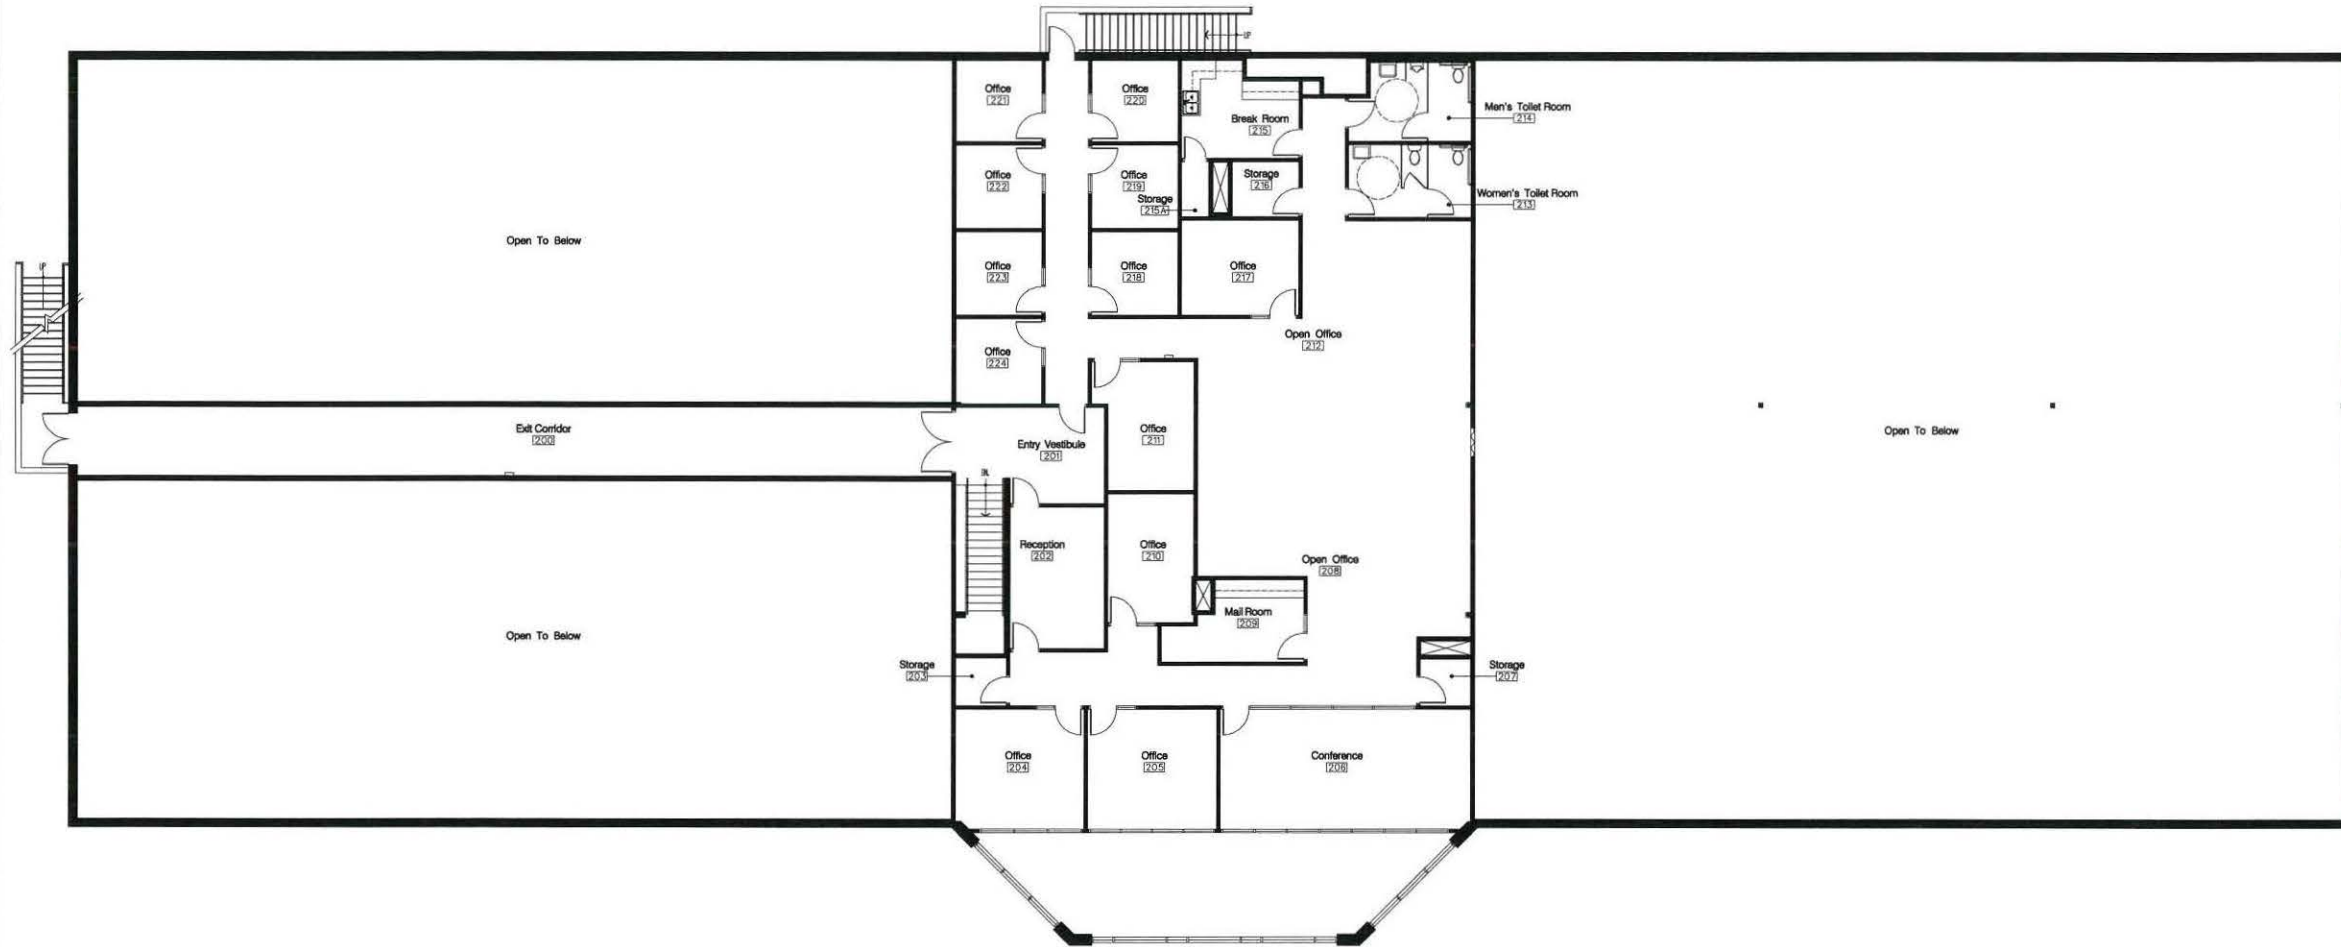 UP
Office
221
Office
220
Break Room
215
Men's Toilet Room
214
Office
222
Office
219
Storage
216
Storage
215A
Women's Toilet Room
213
Open To Below
UP
Office
223
Office
218
Office
217
Open Office
212
Office
224
Exit Corridor
200
Entry Vestibule
201
Office
211
Open To Below
DN.
Reception
202
Office
210
Open Office
208
Mail Room
209
Open To Below
Storage
203
Storage
207
Office
204
Office
205
Conference
206